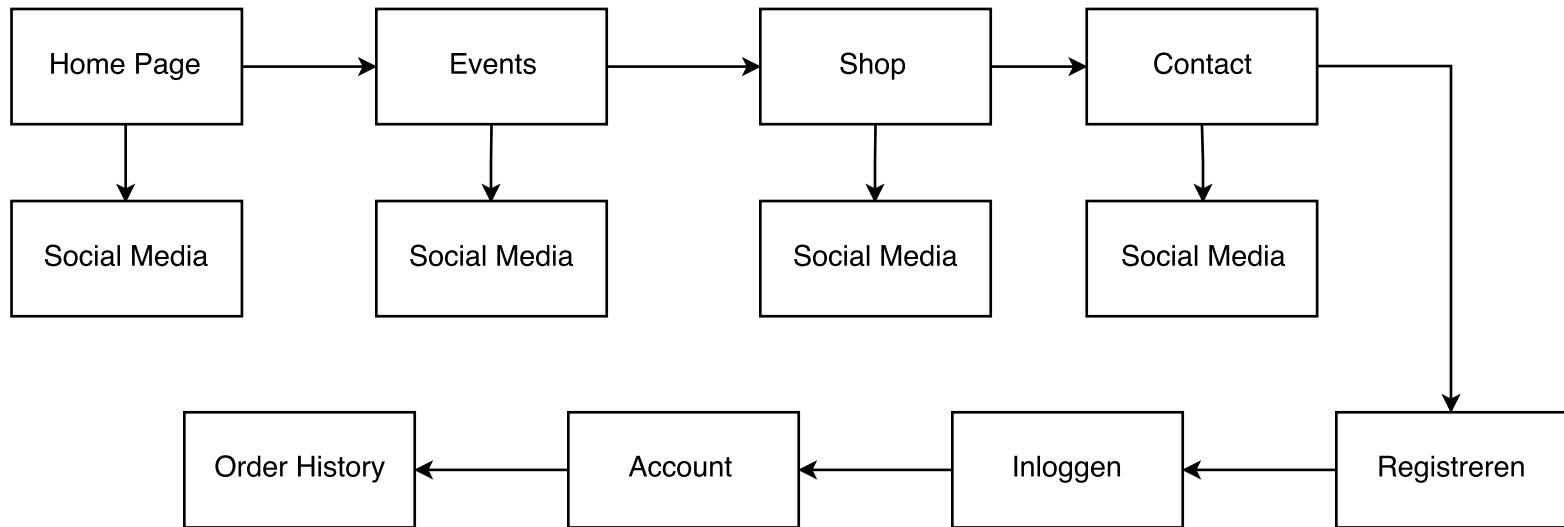 Home Page
Events
Shop
Contact
Social Media
Social Media
Social Media
Social Media
Order History
Account
Inloggen
Registreren